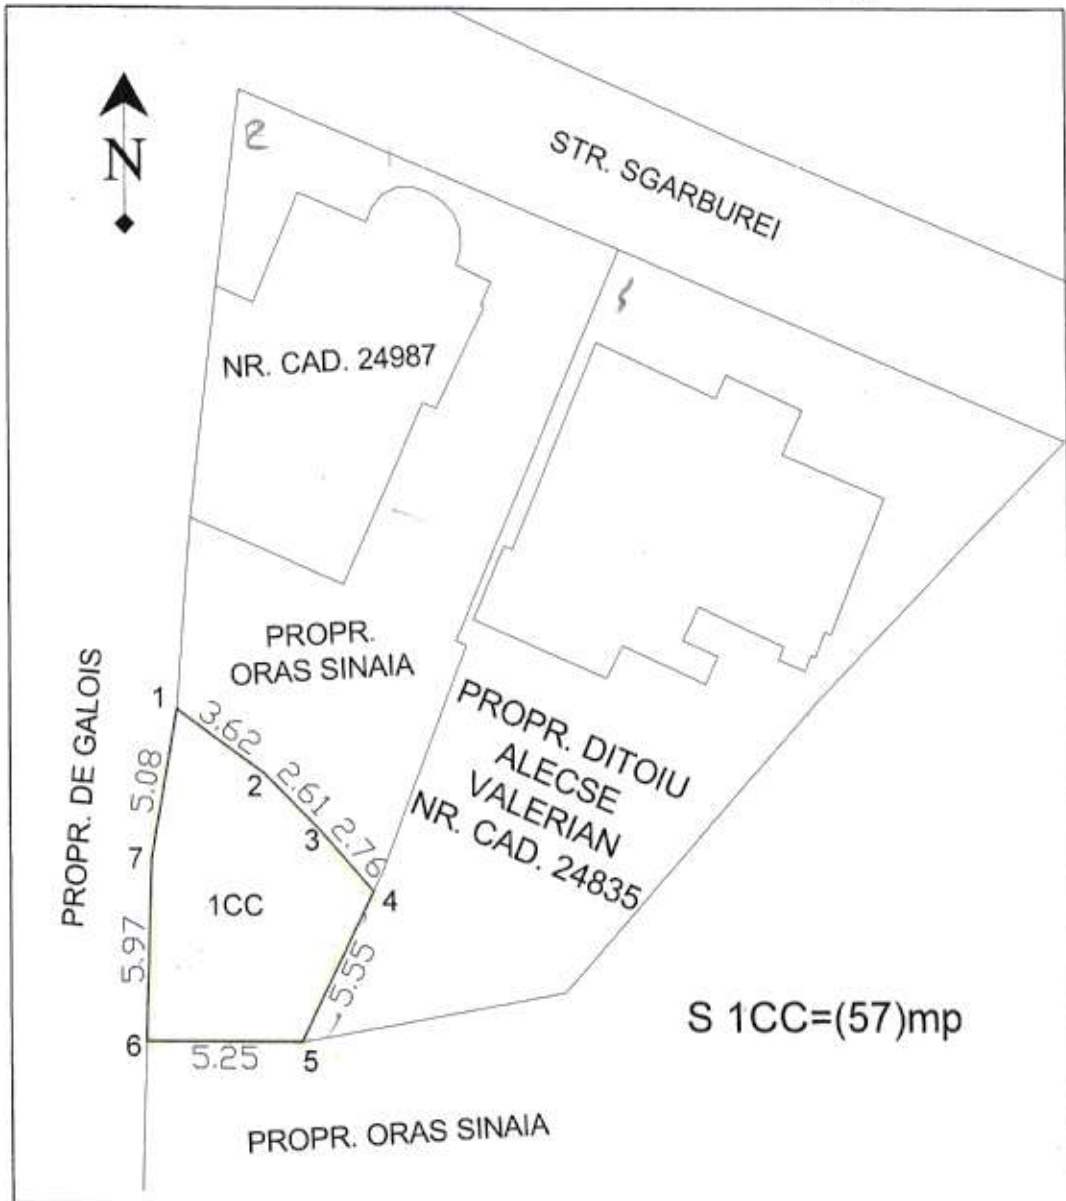 N
2
STR. SGARBUREI
1
NR. CAD. 24987
PROPR.
ORAS SINAIA
PROPR. DE GALOIS
PROPR. DITOIU
ALECSE
VALERIAN
NR. CAD. 24835
1
3.62
2
2.61
3
2.76
4
5.08
7
1CC
5.55
5.97
6
5.25
5
S 1CC=(57)mp
PROPR. ORAS SINAIA